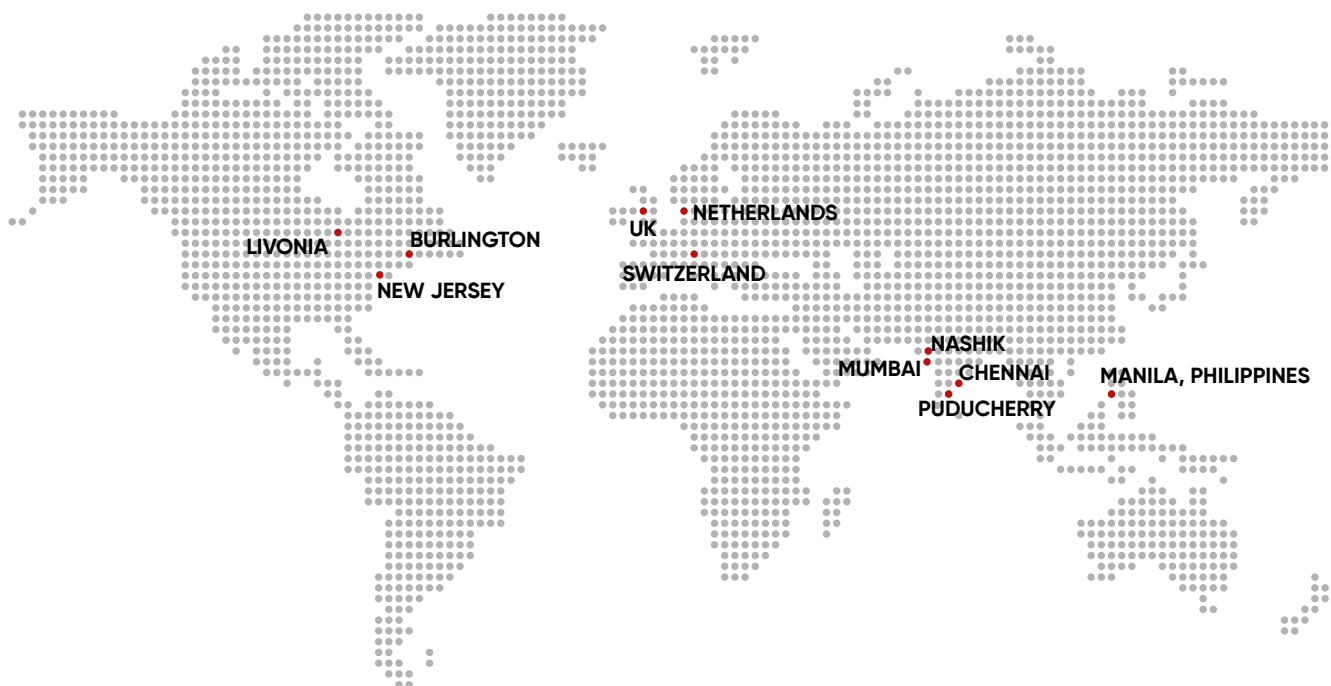 NETHERLANDS
UK
BURLINGTON
LIVONIA
SWITZERLAND
NEW JERSEY
NASHIK
MUMBAI
CHENNAI
MANILA, PHILIPPINES
PUDUCHERRY